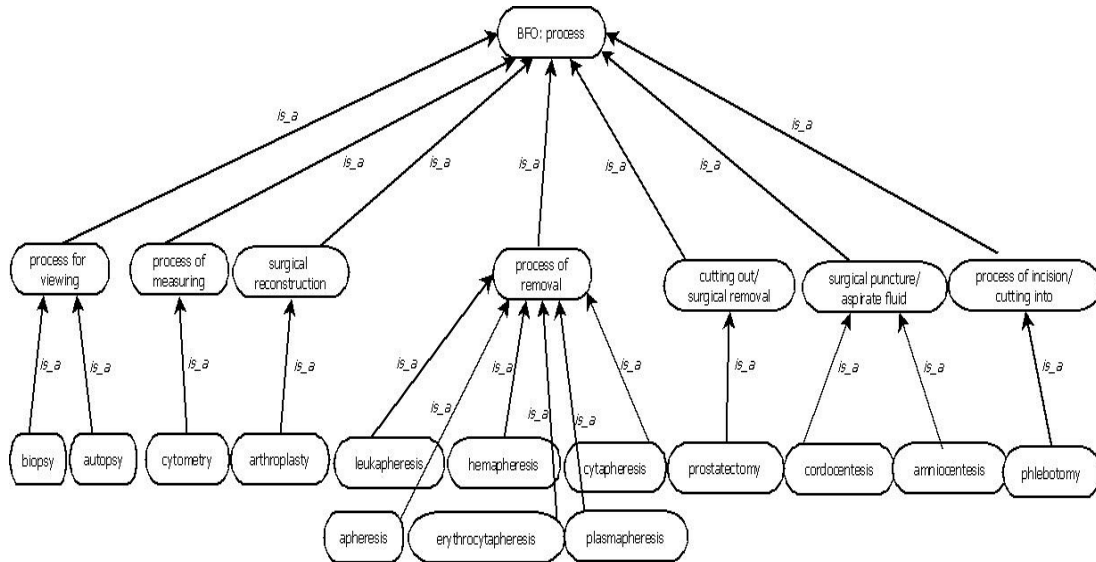 BFO: process
is_a
is_a
is_a
is_a
is_a
is_a
is_a
process for
viewing
process of
measuring
surgical
reconstruction
process of
removal
cutting out/
surgical removal
surgical puncture/
aspirate fluid
process of incision/
cutting into
is_a
is_a
is_a
is_a
is_a
is_a
is_a
is_a
is_a
is_a
is_a
is_a
is_a
biopsy
autopsy
cytometry
arthroplasty
leukapheresis
hemapheresis
cytapheresis
prostatectomy
cordocentesis
amniocentesis
phlebotomy
apheresis
erythrocytapheresis
plasmapheresis